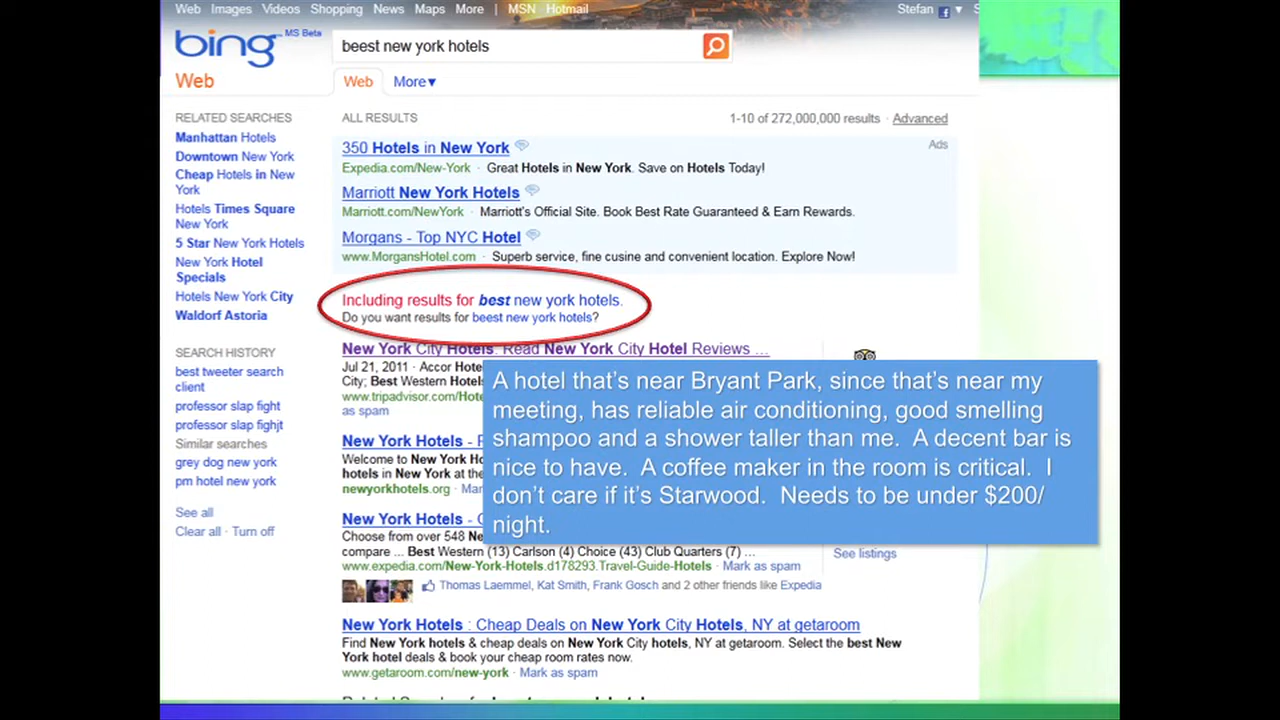 Web Images Videos Shopping News Maps More | MSN Hotmail
Stefan
bing MS Beta
beest new york hotels
Web
Web More▾
RELATED SEARCHES
Manhattan Hotels
Downtown New York
Cheap Hotels in New
York
Hotels Times Square
New York
5 Star New York Hotels
New York Hotel
Specials
Hotels New York City
Waldorf Astoria
SEARCH HISTORY
best tweeter search
client
professor slap fight
professor slap fighjt
Similar searches
grey dog new york
pm hotel new york
See all
Clear all · Turn off
ALL RESULTS
1-10 of 272,000,000 results · Advanced
Ads
350 Hotels in New York
Expedia.com/New-York · Great Hotels in New York. Save on Hotels Today!
Marriott New York Hotels
Marriott.com/NewYork · Marriott's Official Site. Book Best Rate Guaranteed & Earn Rewards.
Morgans - Top NYC Hotel
www.MorgansHotel.com · Superb service, fine cusine and convenient location. Explore Now!
Including results for best new york hotels.
Do you want results for beest new york hotels?
New York City Hotels: Read New York City Hotel Reviews ...
Jul 21, 2011 · Accor
City; Best Western
www.tripadvisor.com
as spam
New York Hotels -
Welcome to New York
hotels in New York at the
newyorkhotels.org
New York Hotels -
Choose from over 548
compare ... Best Western (13) Carlson (4) Choice (43) Club Quarters (7) ...
www.expedia.com/New-York-Hotels.d178293.Travel-Guide-Hotels · Mark as spam
Thomas Laemmel, Kat Smith, Frank Gosch and 2 other friends like Expedia
New York Hotels : Cheap Deals on New York City Hotels, NY at getaroom
Find New York hotels & cheap deals on New York City hotels, NY at getaroom. Select the best New
York hotel deals & book your cheap room rates now.
www.getaroom.com/new-york · Mark as spam
A hotel that's near Bryant Park, since that's near my
meeting, has reliable air conditioning, good smelling
shampoo and a shower taller than me. A decent bar is
nice to have. A coffee maker in the room is critical. I
don't care if it's Starwood. Needs to be under $200/
night.
See listings